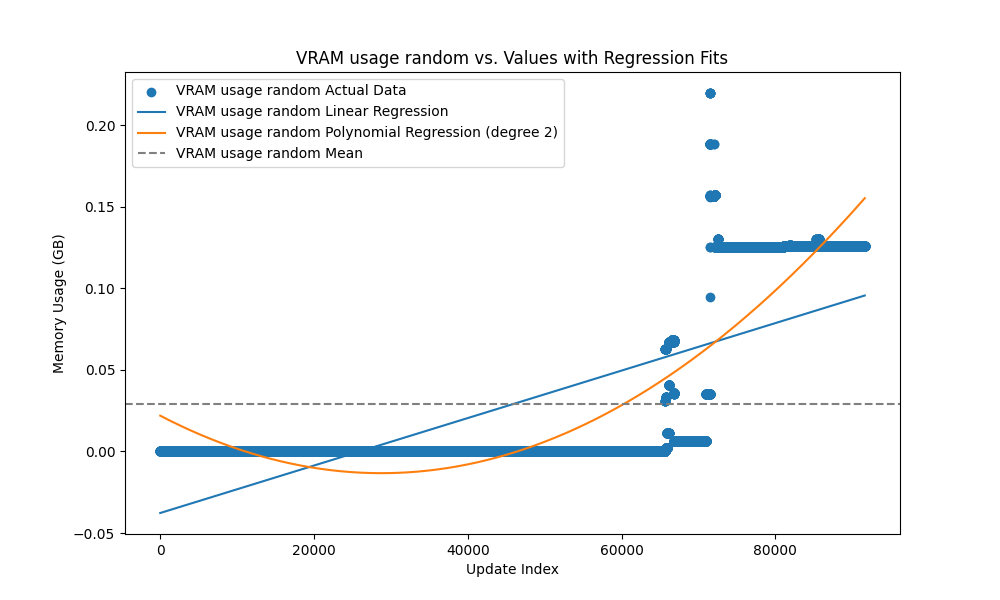 VRAM usage random vs. Values with Regression Fits
VRAM usage random Actual Data
VRAM usage random Linear Regression
VRAM usage random Polynomial Regression (degree 2)
VRAM usage random Mean
Memory Usage (GB)
0.20
0.15
0.10
0.05
0.00
−0.05
0 20000 40000 60000 80000
Update Index